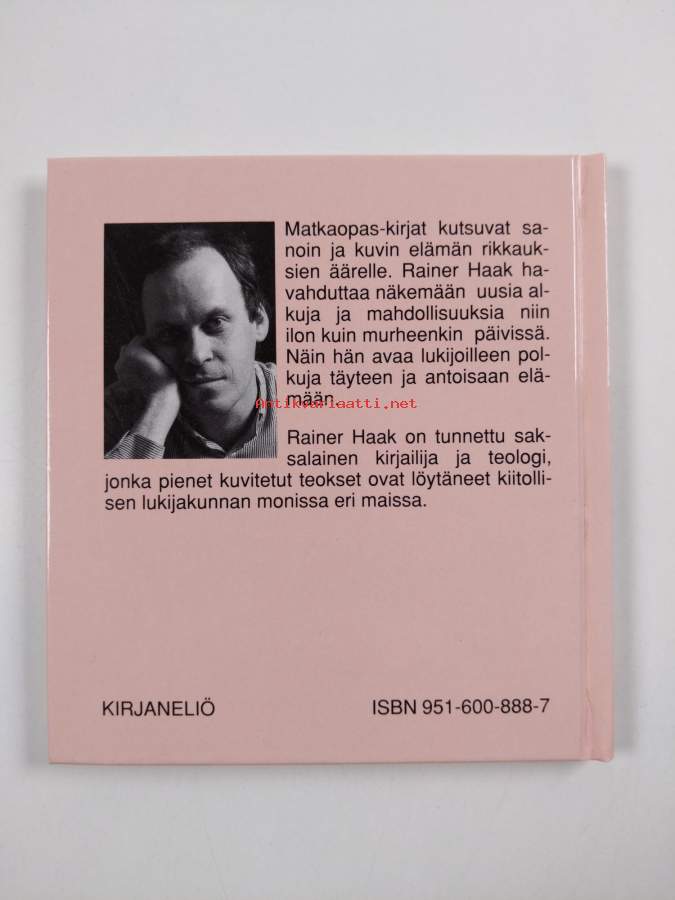 Matkaopas-kirjat kutsuvat sa-
noin ja kuvin elämän rikkauk-
sien äärelle. Rainer Haak ha-
vahduttaa näkemään uusia al-
kuja ja mahdollisuuksia niin
ilon kuin murheenkin päivissä.
Näin hän avaa lukijoilleen pol-
kuja täyteen ja antoisaan elä-
mään.
Antikvariaatti.net
Rainer Haak on tunnettu sak-
salainen kirjailija ja teologi,
jonka pienet kuvitetut teokset ovat löytäneet kiitolli-
sen lukijakunnan monissa eri maissa.
KIRJANELIÖ
ISBN 951-600-888-7